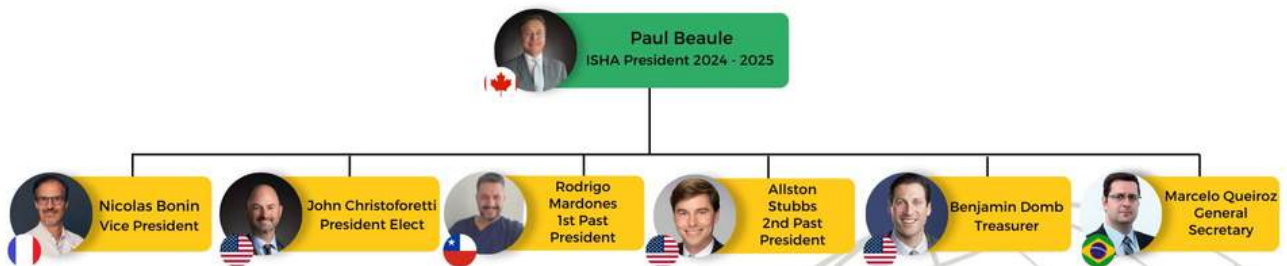 Paul Beaule
ISHA President 2024 - 2025
Nicolas Bonin
Vice President
John Christoforetti
President Elect
Rodrigo
Mardones
1st Past
President
Allston
Stubbs
2nd Past
President
Benjamin Domb
Treasurer
Marcelo Queiroz
General
Secretary